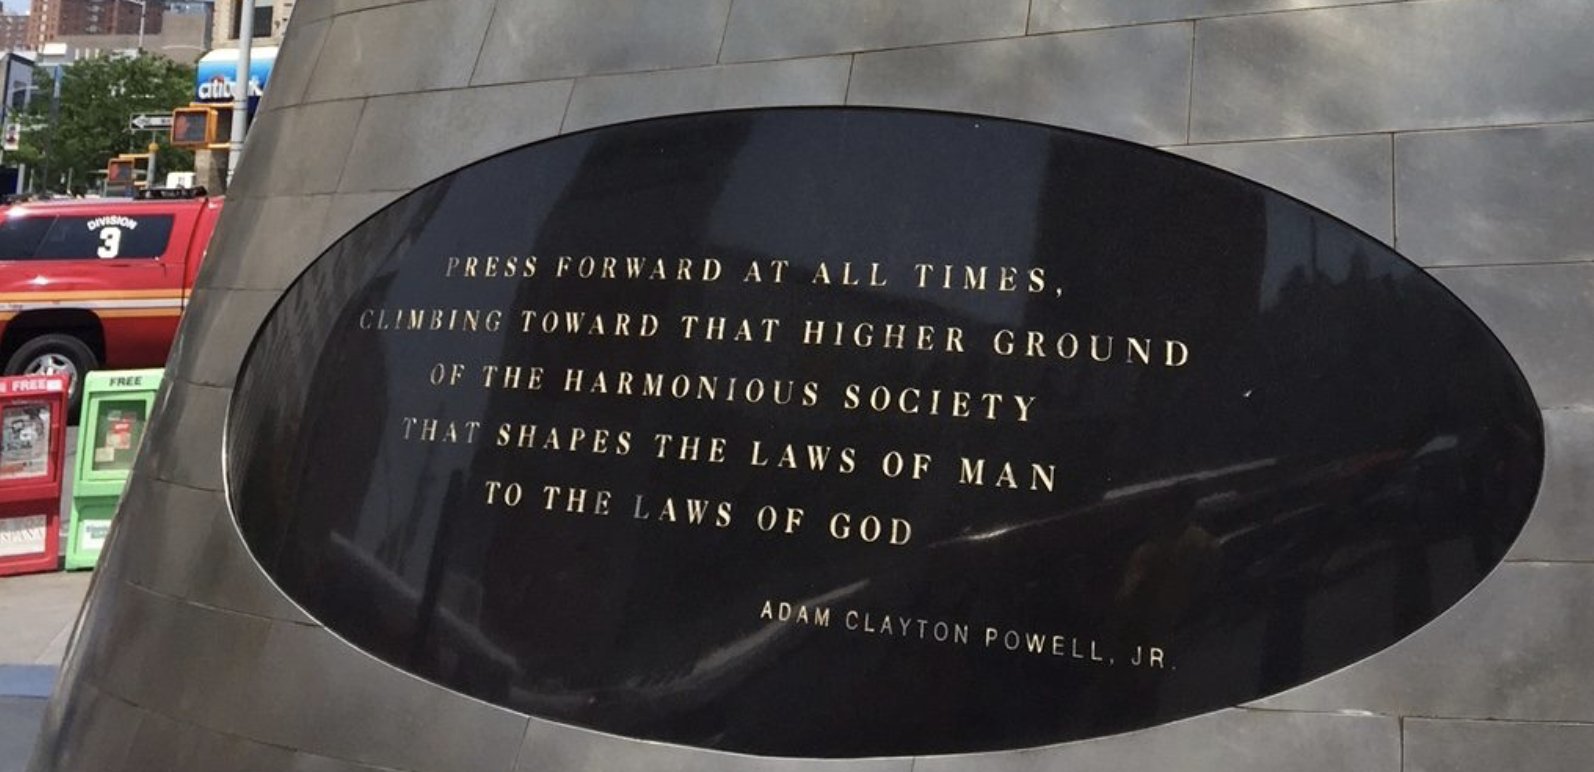 citibank
DIVISION
3
FREE
FREE
PRESS FORWARD AT ALL TIMES,
CLIMBING TOWARD THAT HIGHER GROUND
OF THE HARMONIOUS SOCIETY
THAT SHAPES THE LAWS OF MAN
TO THE LAWS OF GOD
ADAM CLAYTON POWELL, JR.